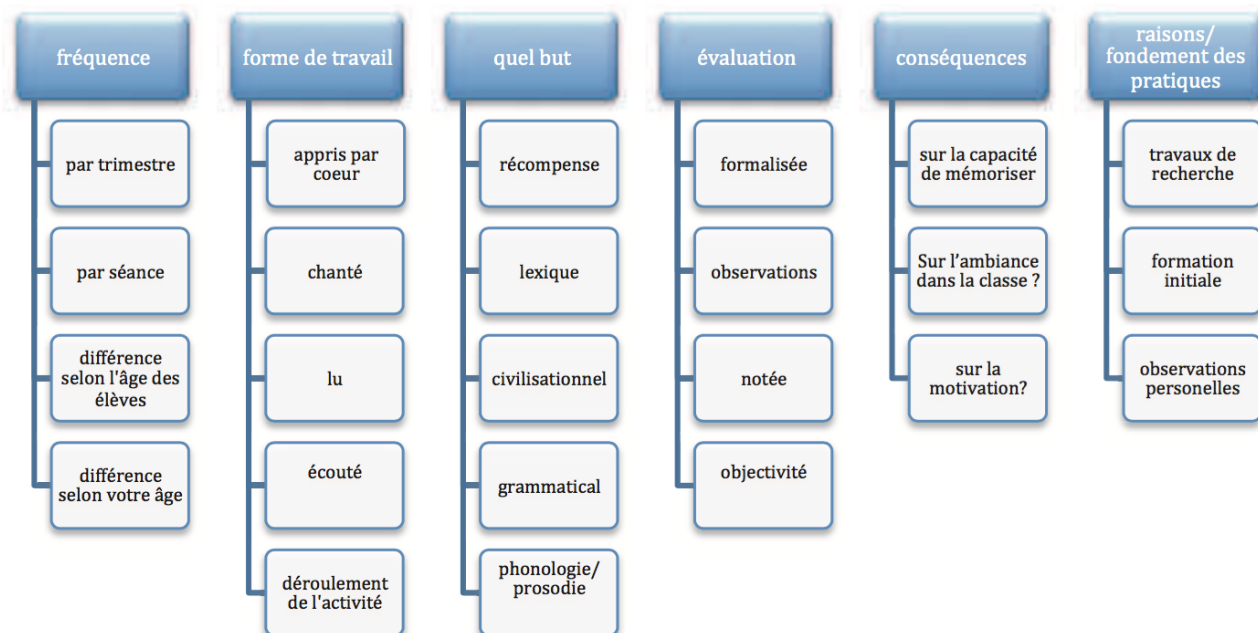 fréquence
par trimestre
par séance
différence
selon l'âge des
élèves
différence
selon votre âge
forme de travail
appris par
coeur
chanté
lu
écouté
déroulement
de l'activité
quel but
récompense
lexique
civilisationnel
grammatical
phonologie/
prosodie
évaluation
formalisée
observations
notée
objectivité
conséquences
sur la capacité
de mémoriser
Sur l’ambiance
dans la classe ?
sur la
motivation?
raisons/
fondement des
pratiques
travaux de
recherche
formation
initiale
observations
personelles